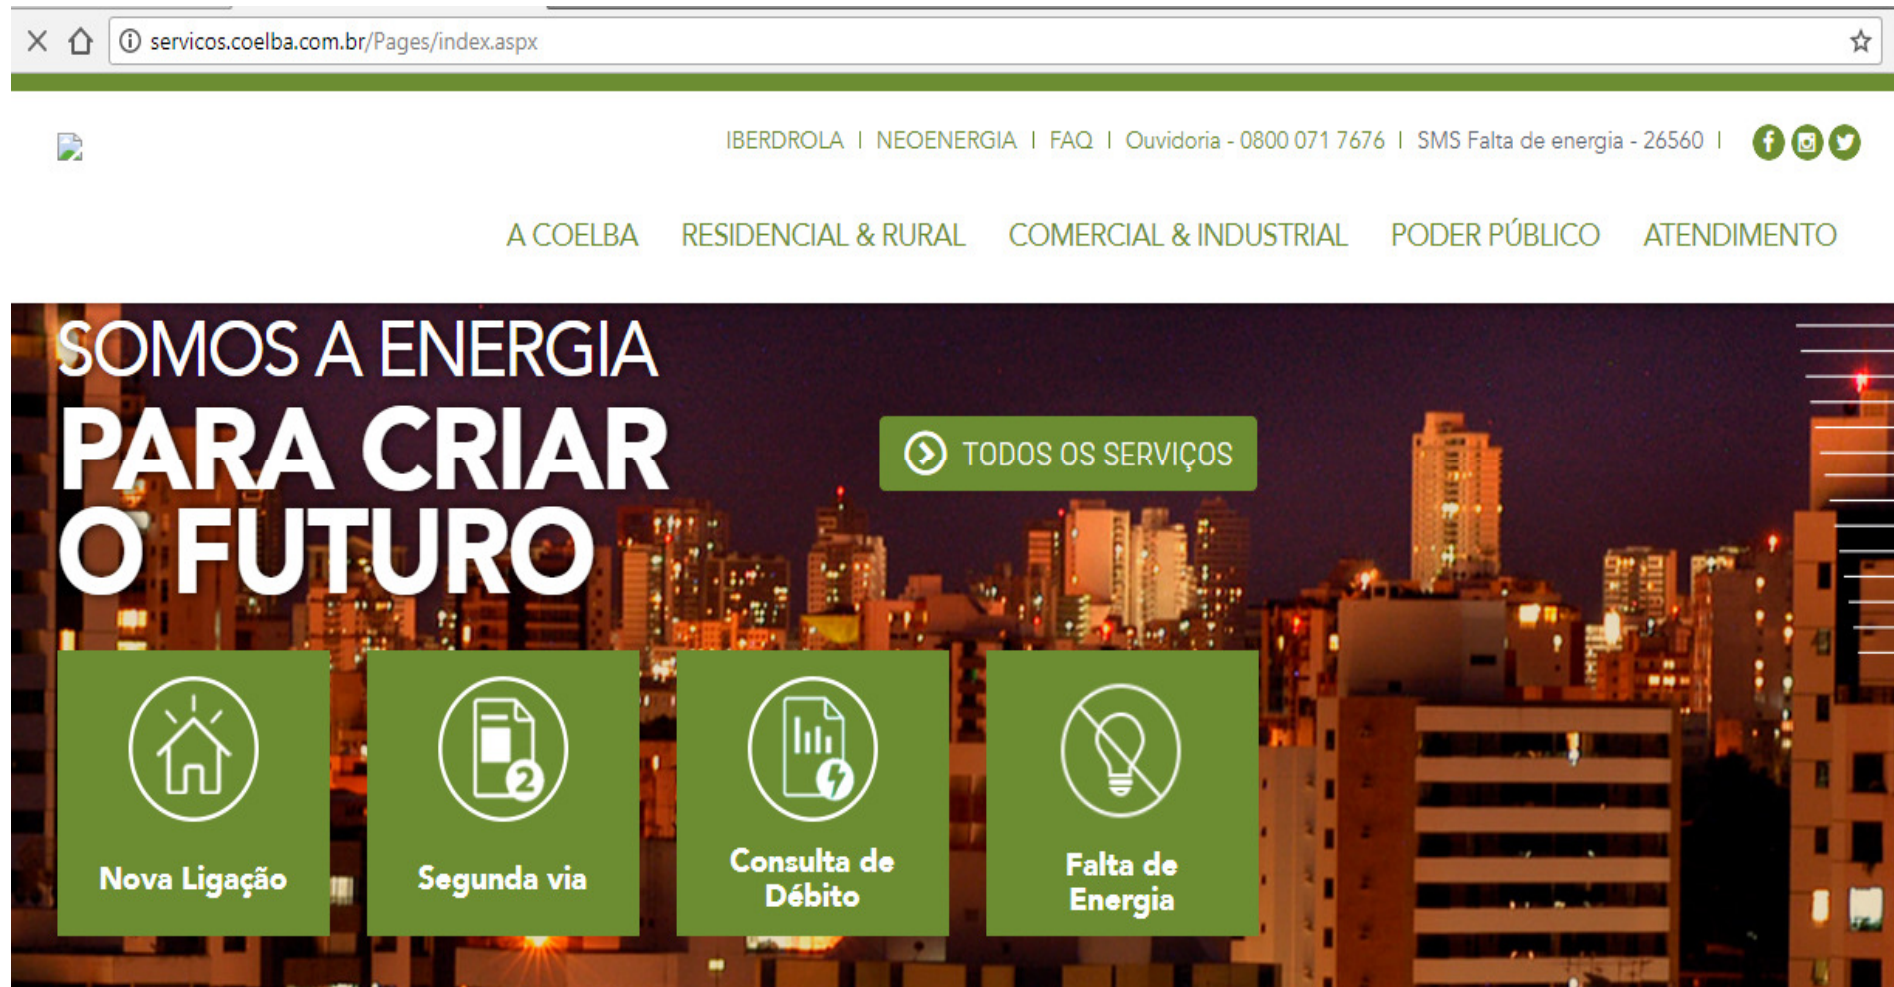 servicos.coelba.com.br/Pages/index.aspx
IBERDROLA | NEOENERGIA | FAQ | Ouvidoria - 0800 071 7676 | SMS Falta de energia - 26560 |
A COELBA RESIDENCIAL & RURAL COMERCIAL & INDUSTRIAL PODER PÚBLICO ATENDIMENTO
SOMOS A ENERGIA
PARA CRIAR
O FUTURO
TODOS OS SERVIÇOS
Nova Ligação
2
Segunda via
Consulta de
Débito
Falta de
Energia